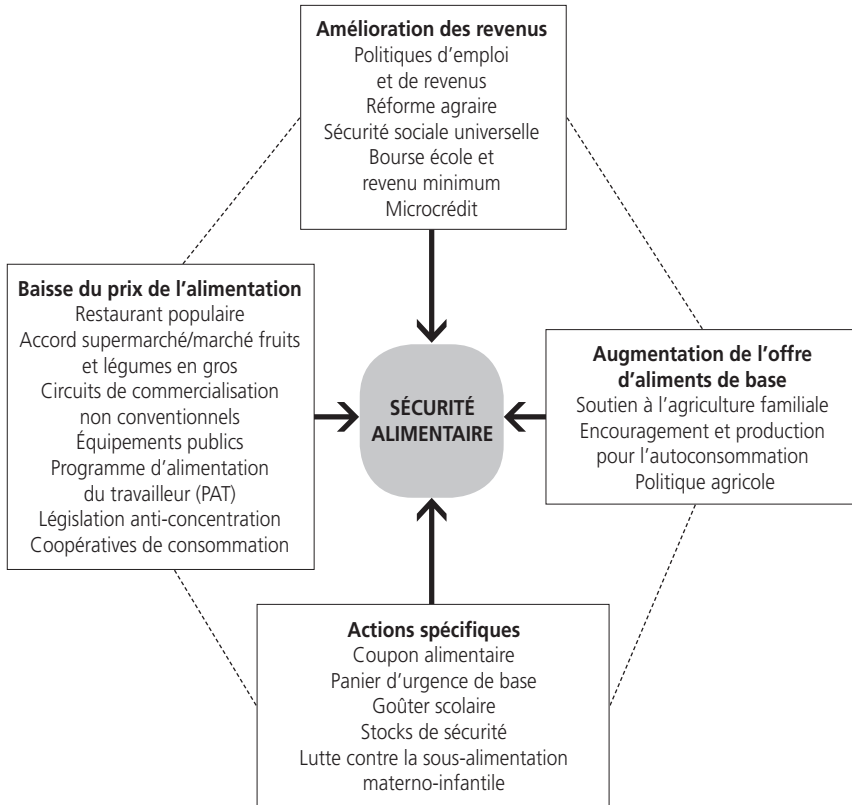 Amélioration des revenus
Politiques d’emploi
et de revenus
Réforme agraire
Sécurité sociale universelle
Bourse école et
revenu minimum
Microcrédit
Baisse du prix de l’alimentation
Restaurant populaire
Accord supermarché/marché fruits
et légumes en gros
Circuits de commercialisation
non conventionnels
Équipements publics
Programme d’alimentation
du travailleur (PAT)
Législation anti-concentration
Coopératives de consommation
SÉCURITÉ
ALIMENTAIRE
Augmentation de l’offre
d’aliments de base
Soutien à l’agriculture familiale
Encouragement et production
pour l’autoconsommation
Politique agricole
Actions spécifiques
Coupon alimentaire
Panier d’urgence de base
Goûter scolaire
Stocks de sécurité
Lutte contre la sous-alimentation
materno-infantile